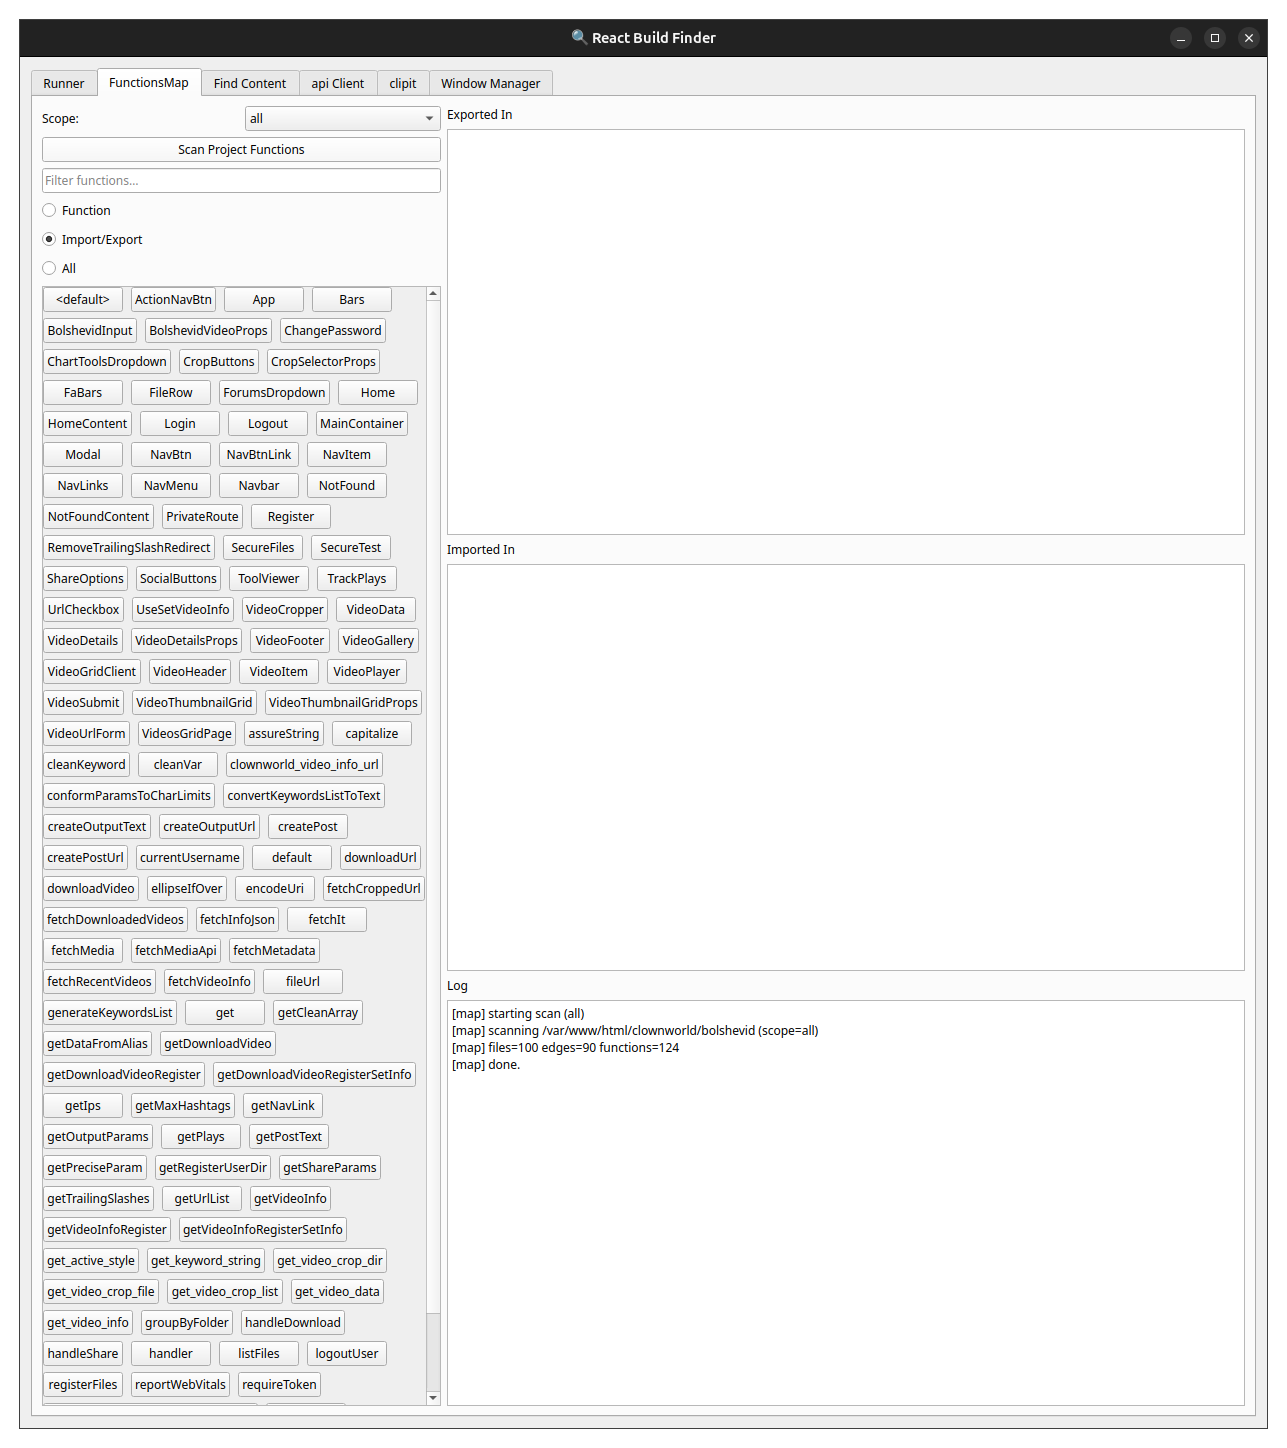 React Build Finder
Runner FunctionsMap Find Content api Client clipit Window Manager
Scope: all
Scan Project Functions
Filter functions...
Function
Import/Export
All
<default> ActionNavBtn App Bars
BolshevidInput BolshevidVideoProps ChangePassword
ChartToolsDropdown CropButtons CropSelectorProps
FaBars FileRow ForumsDropdown Home
HomeContent Login Logout MainContainer
Modal NavBtn NavBtnLink NavItem
NavLinks NavMenu Navbar NotFound
NotFoundContent PrivateRoute Register
RemoveTrailingSlashRedirect SecureFiles SecureTest
ShareOptions SocialButtons ToolViewer TrackPlays
UrlCheckbox UseSetVideoInfo VideoCropper VideoData
VideoDetails VideoDetailsProps VideoFooter VideoGallery
VideoGridClient VideoHeader VideoItem VideoPlayer
VideoSubmit VideoThumbnailGrid VideoThumbnailGridProps
VideoUrlForm VideosGridPage assureString capitalize
cleanKeyword cleanVar clownworld_video_info_url
conformParamsToCharLimits convertKeywordsListToText
createOutputText createOutputUrl createPost
createPostUrl currentUsername default downloadUrl
downloadVideo ellipseIfOver encodeUri fetchCroppedUrl
fetchDownloadedVideos fetchInfoJson fetchIt
fetchMedia fetchMediaApi fetchMetadata
fetchRecentVideos fetchVideoInfo fileUrl
generateKeywordsList get getCleanArray
getDataFromAlias getDownloadVideo
getDownloadVideoRegister getDownloadVideoRegisterSetInfo
getIps getMaxHashtags getNavLink
getOutputParams getPlays getPostText
getPreciseParam getRegisterUserDir getShareParams
getTrailingSlashes getUrlList getVideoInfo
getVideoInfoRegister getVideoInfoRegisterSetInfo
get_active_style get_keyword_string get_video_crop_dir
get_video_crop_file get_video_crop_list get_video_data
get_video_info groupByFolder handleDownload
handleShare handler listFiles logoutUser
registerFiles reportWebVitals requireToken
Exported In
Imported In
Log
[map] starting scan (all)
[map] scanning /var/www/html/clownworld/bolshevid (scope=all)
[map] files=100 edges=90 functions=124
[map] done.